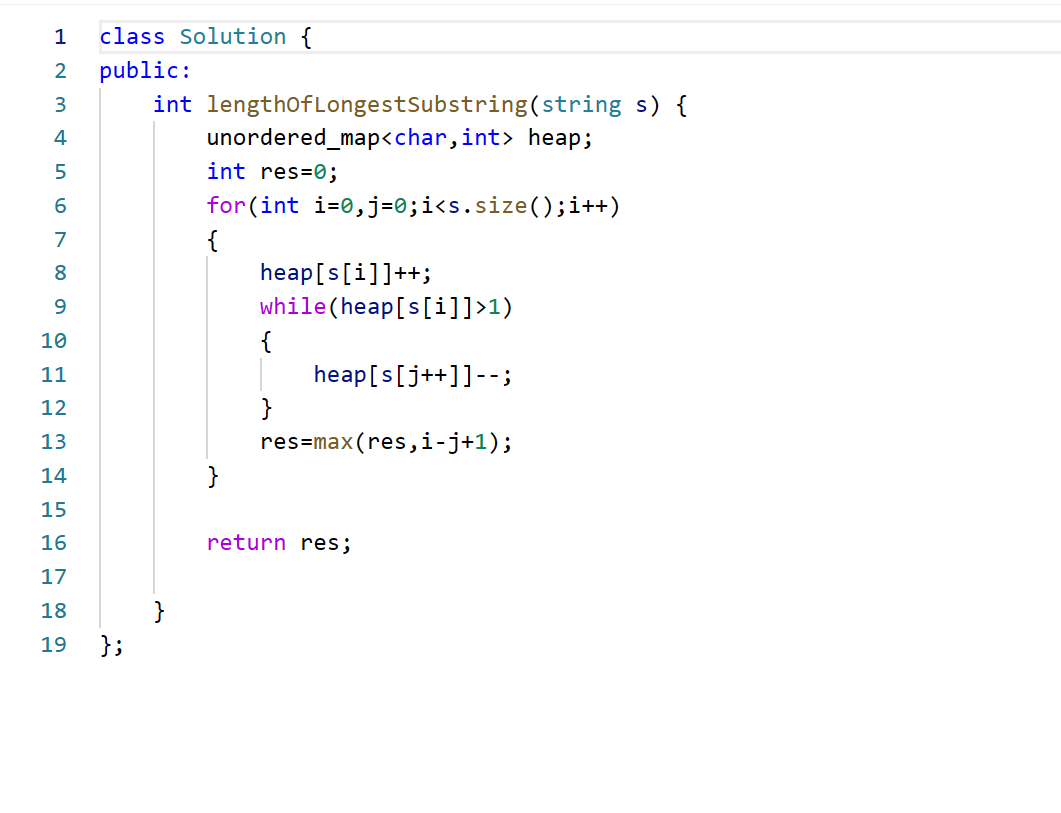 1 class Solution {
2 public:
3     int lengthOfLongestSubstring(string s) {
4         unordered_map<char,int> heap;
5         int res=0;
6         for(int i=0,j=0;i<s.size();i++)
7         {
8             heap[s[i]]++;
9             while(heap[s[i]]>1)
10             {
11                 heap[s[j++]]--;
12             }
13             res=max(res,i-j+1);
14         }
15
16         return res;
17
18     }
19 };